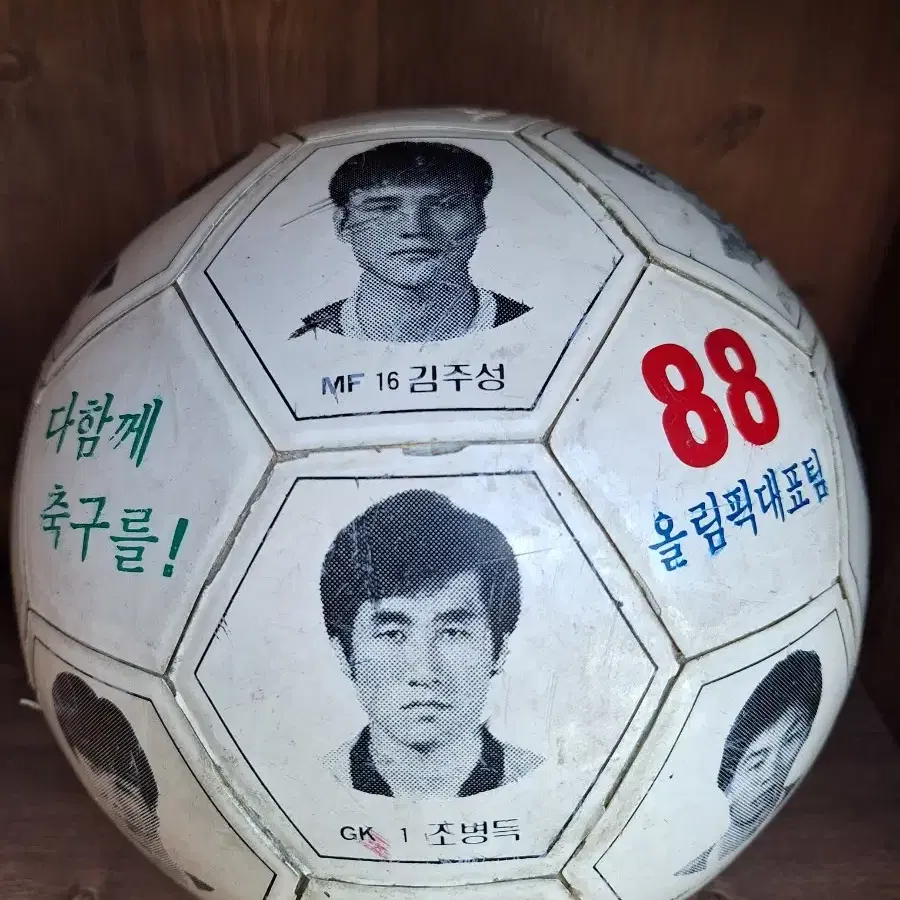 MF 16 김주성
다함께
축구를!
88
올림픽대표팀
GK 1 조병득